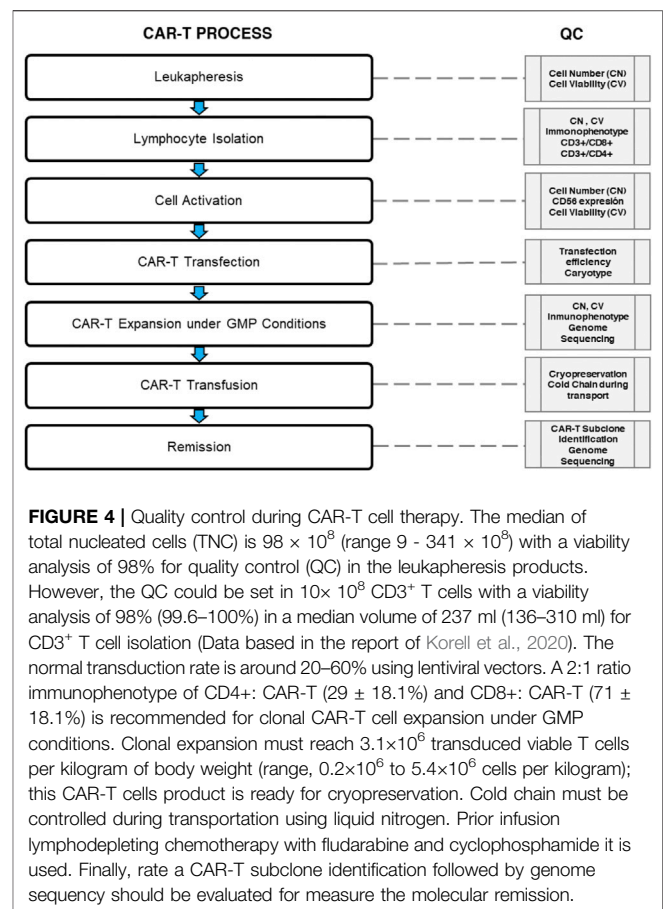 CAR-T PROCESS QC
Leukapheresis
Cell Number (CN)
Cell Viability (CV)
Lymphocyte Isolation
CN , CV
Immonophenotype
CD3+/CD8+
CD3+/CD4+
Cell Activation
Cell Number (CN)
CD56 expresión
Cell Viability (CV)
CAR-T Transfection
Transfection
efficiency
Caryotype
CAR-T Expansion under GMP Conditions
CN, CV
Inmunophenotype
Genome
Sequencing
CAR-T Transfusion
Cryopreservation
Cold Chain during
transport
Remission
CAR-T Subclone
Identification
Genome
Sequencing
FIGURE 4 | Quality control during CAR-T cell therapy. The median of
total nucleated cells (TNC) is 98 × 10⁸ (range 9 - 341 × 10⁸) with a viability
analysis of 98% for quality control (QC) in the leukapheresis products.
However, the QC could be set in 10× 10⁸ CD3⁺ T cells with a viability
analysis of 98% (99.6–100%) in a median volume of 237 ml (136–310 ml) for
CD3⁺ T cell isolation (Data based in the report of Korell et al., 2020). The
normal transduction rate is around 20–60% using lentiviral vectors. A 2:1 ratio
immunophenotype of CD4+: CAR-T (29 ± 18.1%) and CD8+: CAR-T (71 ±
18.1%) is recommended for clonal CAR-T cell expansion under GMP
conditions. Clonal expansion must reach 3.1×10⁶ transduced viable T cells
per kilogram of body weight (range, 0.2×10⁶ to 5.4×10⁶ cells per kilogram);
this CAR-T cells product is ready for cryopreservation. Cold chain must be
controlled during transportation using liquid nitrogen. Prior infusion
lymphodepleting chemotherapy with fludarabine and cyclophosphamide it is
used. Finally, rate a CAR-T subclone identification followed by genome
sequency should be evaluated for measure the molecular remission.